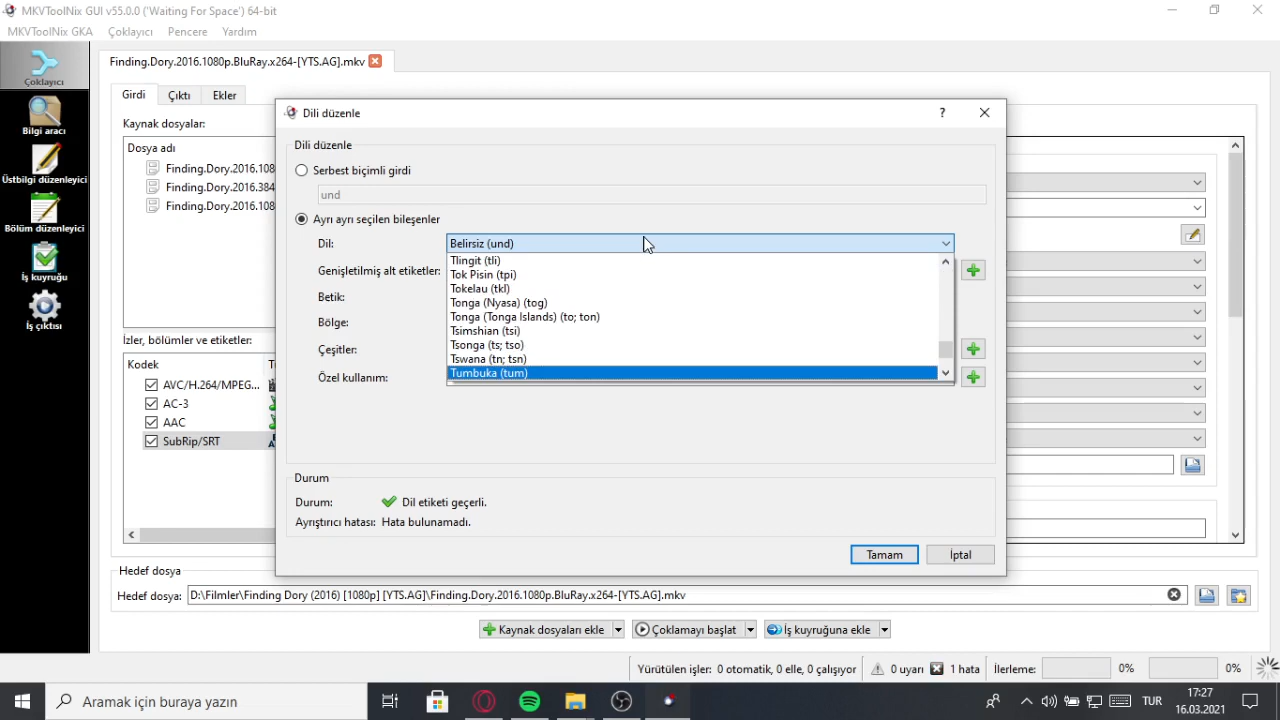 MKVToolNix GUI v55.0.0 ('Waiting For Space') 64-bit
MKVToolNix GKA Çoklayıcı Pencere Yardım
Çoklayıcı
Bilgi aracı
Üstbilgi düzenleyici
Bölüm düzenleyici
İş kuyruğu
İş çıktısı
Finding.Dory.2016.1080p.BluRay.x264-[YTS.AG].mkv
Girdi Çıktı Ekler
Kaynak dosyalar:
Dosya adı
Finding.Dory.2016.108
Finding.Dory.2016.384
Finding.Dory.2016.108
İzler, bölümler ve etiketler:
Kodek
AVC/H.264/MPEG...
AC-3
AAC
SubRip/SRT
Dili düzenle
Dili düzenle
Serbest biçimli girdi
und
Ayrı ayrı seçilen bileşenler
Dil: Belirsiz (und)
Genişletilmiş alt etiketler:
Betik:
Bölge:
Çeşitler:
Özel kullanım:
Tlingit (tli)
Tok Pisin (tpi)
Tokelau (tkl)
Tonga (Nyasa) (tog)
Tonga (Tonga Islands) (to; ton)
Tsimshian (tsi)
Tsonga (ts; tso)
Tswana (tn; tsn)
Tumbuka (tum)
Durum
Durum: Dil etiketi geçerli.
Ayrıştırıcı hatası: Hata bulunamadı.
Tamam İptal
Hedef dosya
Hedef dosya: D:\Filmler\Finding Dory (2016) [1080p] [YTS.AG]\Finding.Dory.2016.1080p.BluRay.x264-[YTS.AG].mkv
Kaynak dosyaları ekle Çoklamayı başlat İş kuyruğuna ekle
Yürütülen işler: 0 otomatik, 0 elle, 0 çalışıyor 0 uyarı 1 hata İlerleme: 0% 0%
Aramak için buraya yazın
TUR
17:27
16.03.2021